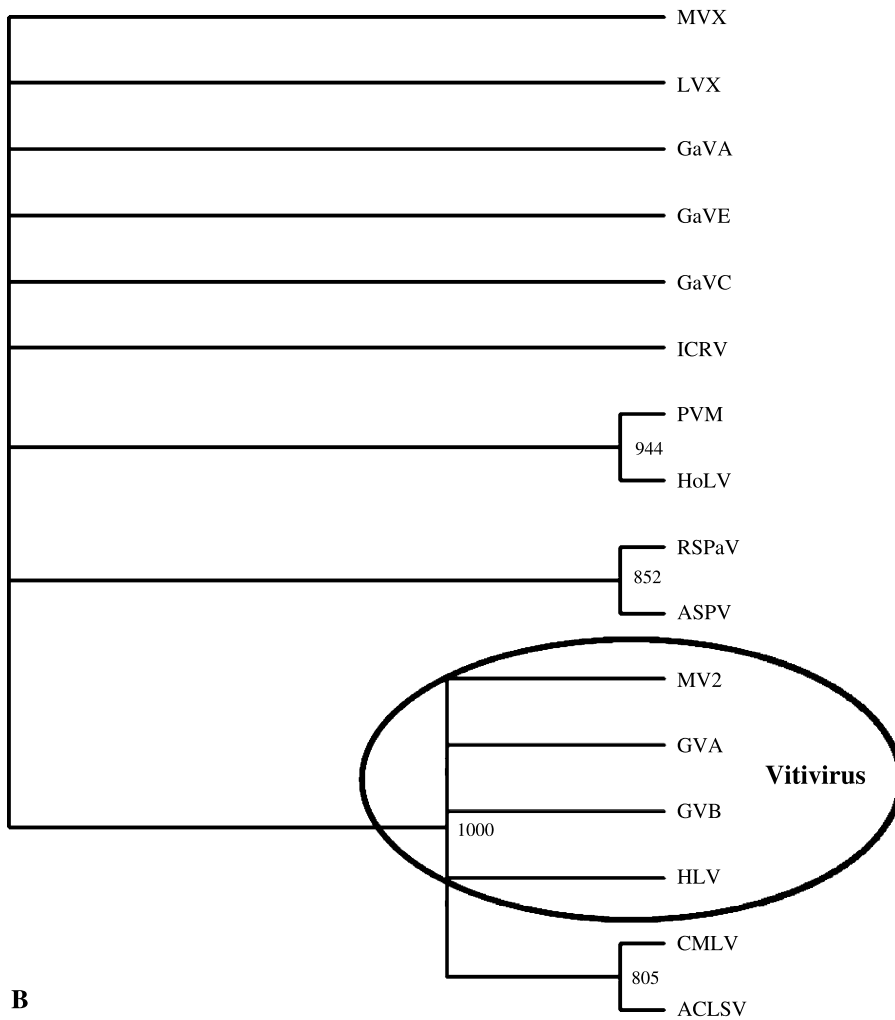 MVX
LVX
GaVA
GaVE
GaVC
ICRV
PVM
944
HoLV
RSPaV
852
ASPV
MV2
GVA
Vitivirus
GVB
1000
HLV
CMLV
805
B
ACLSV